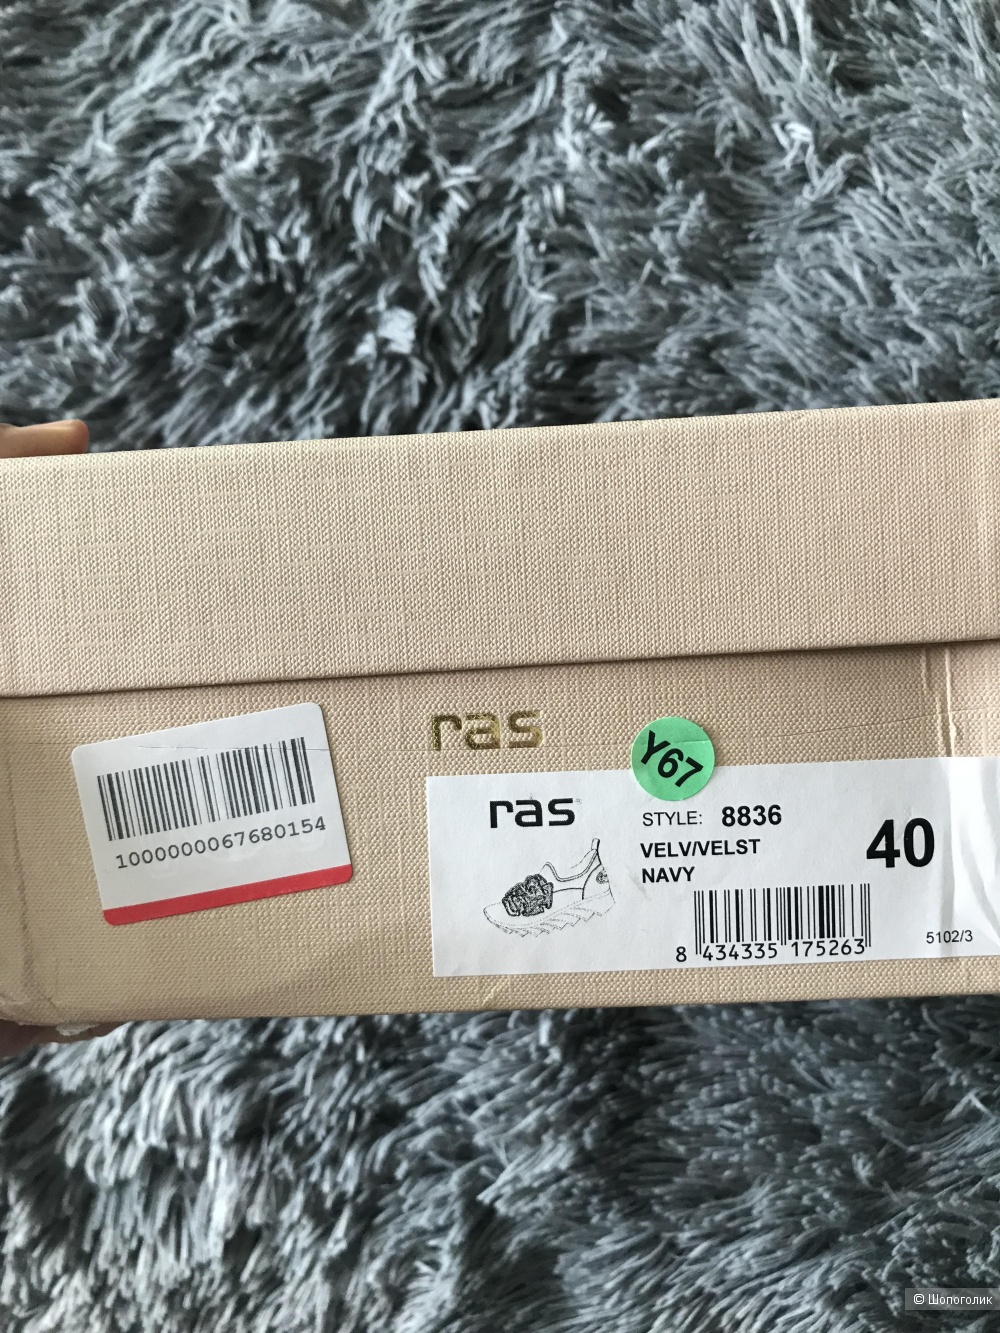 ras
Y67
1000000067680154
ras
STYLE: 8836
VELV/VELST
NAVY
40
8 434335 175263
5102/3
© Шопоголик